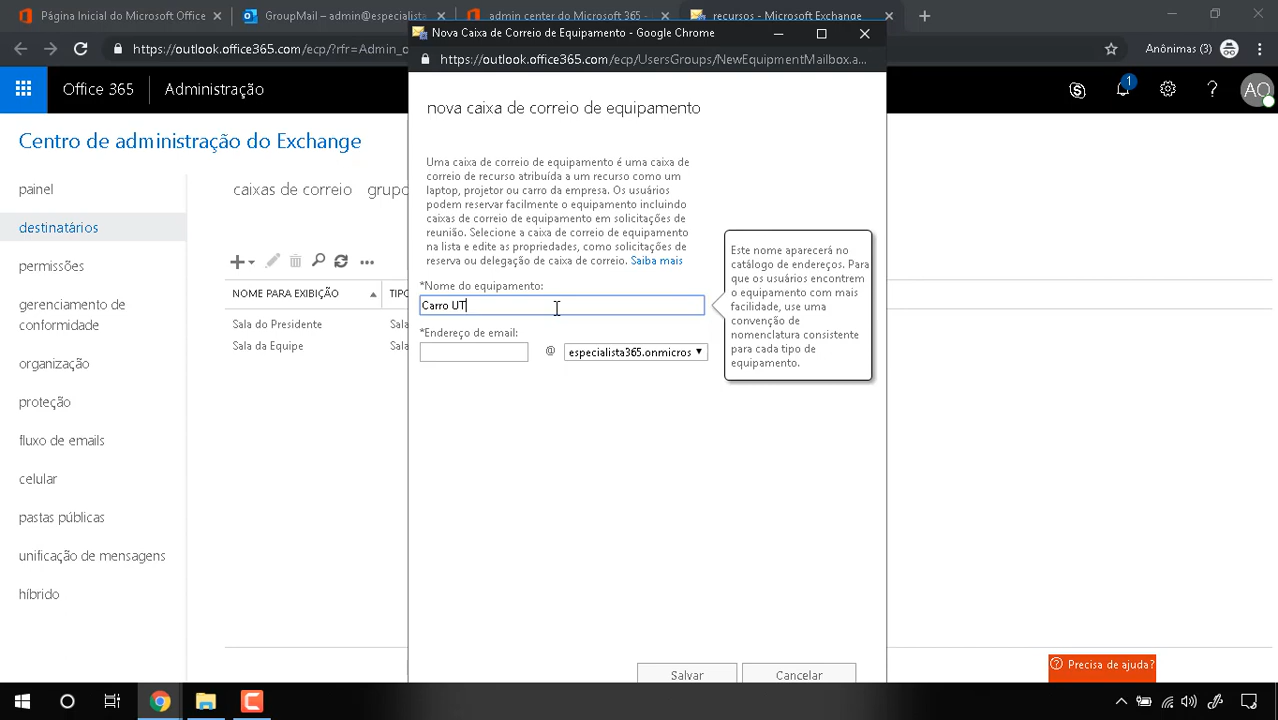 Página Inicial do Microsoft Office
GroupMail – admin@especialista
admin center do Microsoft 365 -
recursos - Microsoft Exchange
Nova Caixa de Correio de Equipamento - Google Chrome
https://outlook.office365.com/ecp/?rfr=Admin_o
https://outlook.office365.com/ecp/UsersGroups/NewEquipmentMailbox.a...
Anônimas (3)
Office 365
Administração
1
AO
Centro de administração do Exchange
painel
destinatários
permissões
gerenciamento de
conformidade
organização
proteção
fluxo de emails
celular
pastas públicas
unificação de mensagens
híbrido
caixas de correio
grupo
NOME PARA EXIBIÇÃO
TIPO
Sala do Presidente
Sala
Sala da Equipe
Sala
nova caixa de correio de equipamento
Uma caixa de correio de equipamento é uma caixa de
correio de recurso atribuída a um recurso como um
laptop, projetor ou carro da empresa. Os usuários
podem reservar facilmente o equipamento incluindo
caixas de correio de equipamento em solicitações de
reunião. Selecione a caixa de correio de equipamento
na lista e edite as propriedades, como solicitações de
reserva ou delegação de caixa de correio. Saiba mais
*Nome do equipamento:
Carro UT
*Endereço de email:
@
especialista365.onmicros
Este nome aparecerá no
catálogo de endereços. Para
que os usuários encontrem
o equipamento com mais
facilidade, use uma
convenção de
nomenclatura consistente
para cada tipo de
equipamento.
Salvar
Cancelar
Precisa de ajuda?